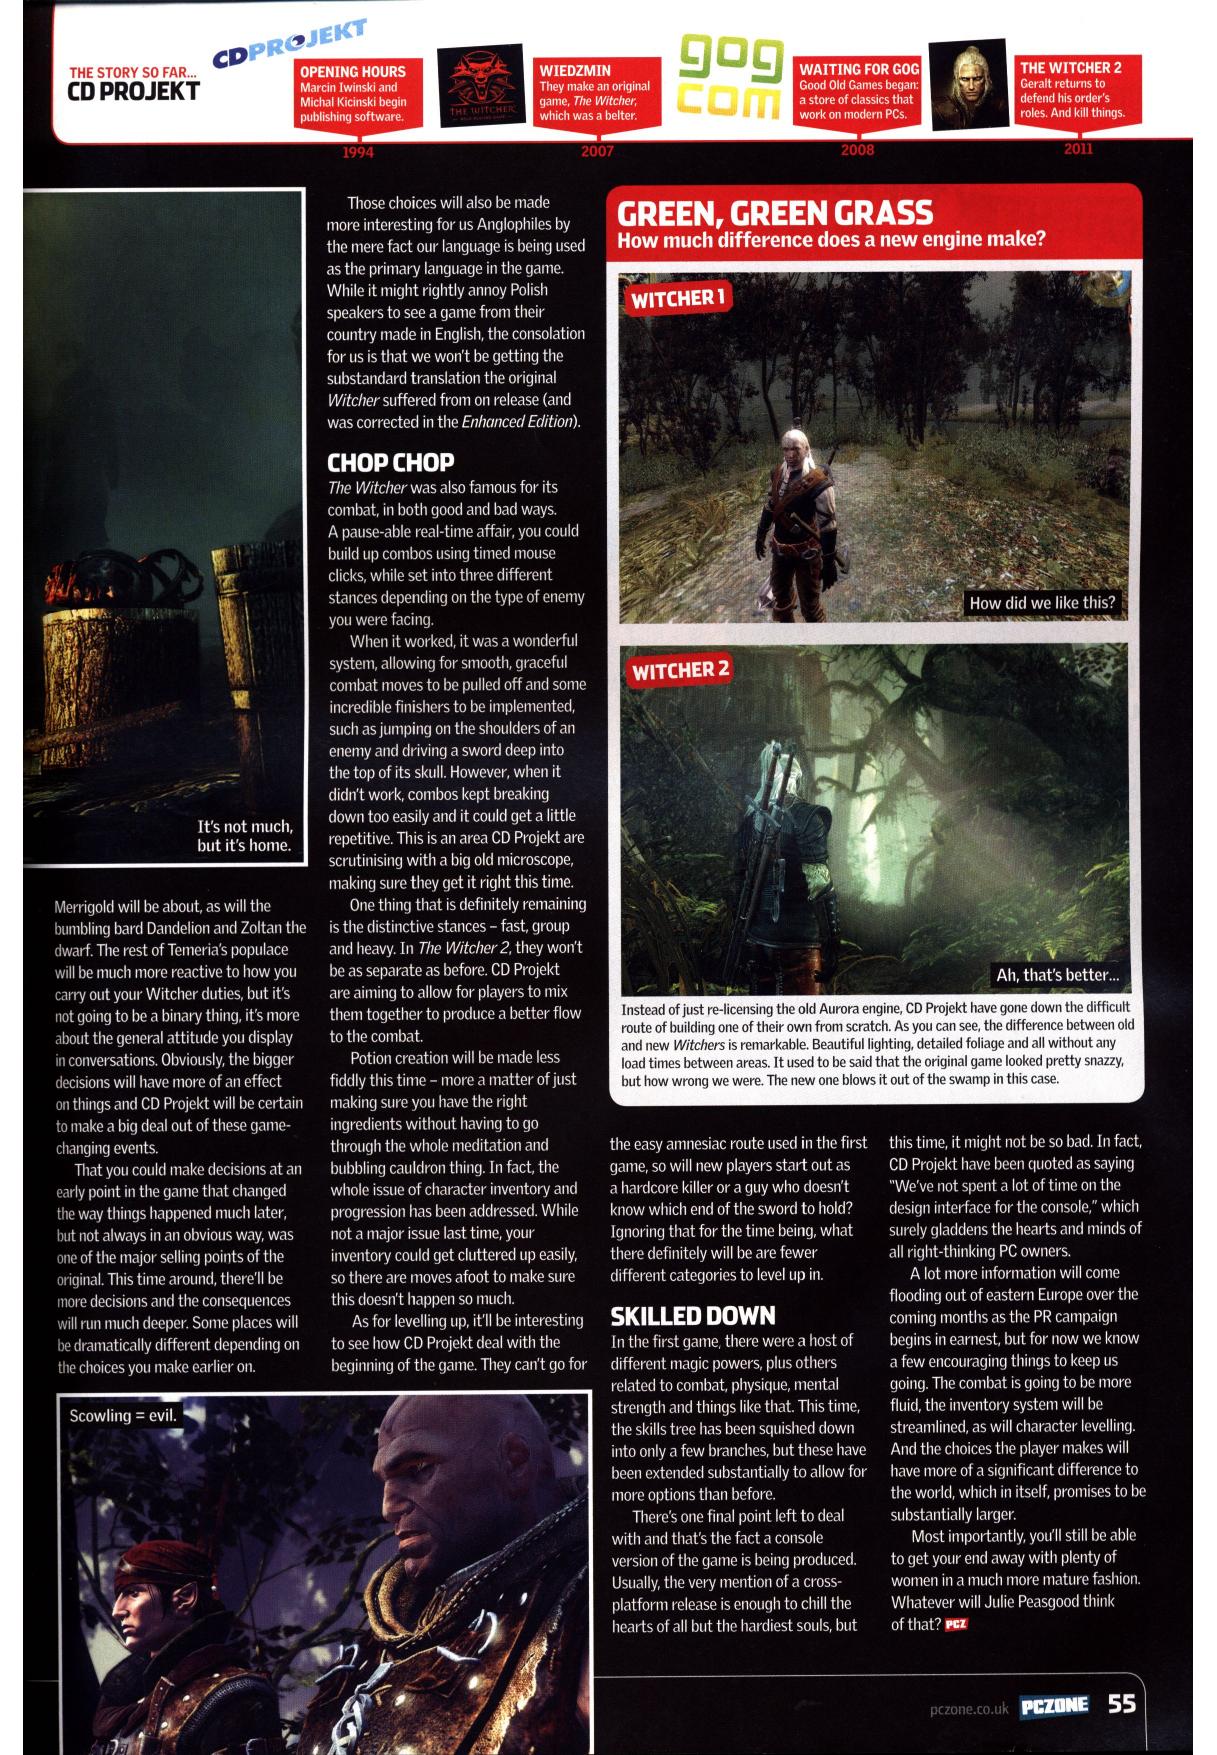 THE STORY SO FAR...
CD PROJEKT
CDPROJEKT
OPENING HOURS
Marcin Iwinski and
Michal Kicinski begin
publishing software.
1994
THE WITCHER
WIEDZMIN
They make an original
game, The Witcher,
which was a belter.
2007
gog
com
WAITING FOR GOG
Good Old Games began:
a store of classics that
work on modern PCs.
2008
THE WITCHER 2
Geralt returns to
defend his order's
roles. And kill things.
2011
It's not much,
but it's home.
Merrigold will be about, as will the
bumbling bard Dandelion and Zoltan the
dwarf. The rest of Temeria's populace
will be much more reactive to how you
carry out your Witcher duties, but it's
not going to be a binary thing, it's more
about the general attitude you display
in conversations. Obviously, the bigger
decisions will have more of an effect
on things and CD Projekt will be certain
to make a big deal out of these game-
changing events.
That you could make decisions at an
early point in the game that changed
the way things happened much later,
but not always in an obvious way, was
one of the major selling points of the
original. This time around, there'll be
more decisions and the consequences
will run much deeper. Some places will
be dramatically different depending on
the choices you make earlier on.
Scowling = evil.
Those choices will also be made
more interesting for us Anglophiles by
the mere fact our language is being used
as the primary language in the game.
While it might rightly annoy Polish
speakers to see a game from their
country made in English, the consolation
for us is that we won't be getting the
substandard translation the original
Witcher suffered from on release (and
was corrected in the Enhanced Edition).
CHOP CHOP
The Witcher was also famous for its
combat, in both good and bad ways.
A pause-able real-time affair, you could
build up combos using timed mouse
clicks, while set into three different
stances depending on the type of enemy
you were facing.
When it worked, it was a wonderful
system, allowing for smooth, graceful
combat moves to be pulled off and some
incredible finishers to be implemented,
such as jumping on the shoulders of an
enemy and driving a sword deep into
the top of its skull. However, when it
didn't work, combos kept breaking
down too easily and it could get a little
repetitive. This is an area CD Projekt are
scrutinising with a big old microscope,
making sure they get it right this time.
One thing that is definitely remaining
is the distinctive stances – fast, group
and heavy. In The Witcher 2, they won't
be as separate as before. CD Projekt
are aiming to allow for players to mix
them together to produce a better flow
to the combat.
Potion creation will be made less
fiddly this time – more a matter of just
making sure you have the right
ingredients without having to go
through the whole meditation and
bubbling cauldron thing. In fact, the
whole issue of character inventory and
progression has been addressed. While
not a major issue last time, your
inventory could get cluttered up easily,
so there are moves afoot to make sure
this doesn't happen so much.
As for levelling up, it'll be interesting
to see how CD Projekt deal with the
beginning of the game. They can't go for
GREEN, GREEN GRASS
How much difference does a new engine make?
WITCHER 1
How did we like this?
WITCHER 2
Ah, that's better...
Instead of just re-licensing the old Aurora engine, CD Projekt have gone down the difficult
route of building one of their own from scratch. As you can see, the difference between old
and new Witchers is remarkable. Beautiful lighting, detailed foliage and all without any
load times between areas. It used to be said that the original game looked pretty snazzy,
but how wrong we were. The new one blows it out of the swamp in this case.
the easy amnesiac route used in the first
game, so will new players start out as
a hardcore killer or a guy who doesn't
know which end of the sword to hold?
Ignoring that for the time being, what
there definitely will be are fewer
different categories to level up in.
SKILLED DOWN
In the first game, there were a host of
different magic powers, plus others
related to combat, physique, mental
strength and things like that. This time,
the skills tree has been squished down
into only a few branches, but these have
been extended substantially to allow for
more options than before.
There's one final point left to deal
with and that's the fact a console
version of the game is being produced.
Usually, the very mention of a cross-
platform release is enough to chill the
hearts of all but the hardiest souls, but
this time, it might not be so bad. In fact,
CD Projekt have been quoted as saying
"We've not spent a lot of time on the
design interface for the console," which
surely gladdens the hearts and minds of
all right-thinking PC owners.
A lot more information will come
flooding out of eastern Europe over the
coming months as the PR campaign
begins in earnest, but for now we know
a few encouraging things to keep us
going. The combat is going to be more
fluid, the inventory system will be
streamlined, as will character levelling.
And the choices the player makes will
have more of a significant difference to
the world, which in itself, promises to be
substantially larger.
Most importantly, you'll still be able
to get your end away with plenty of
women in a much more mature fashion.
Whatever will Julie Peasgood think
of that? PCZ
pczone.co.uk PCZONE 55